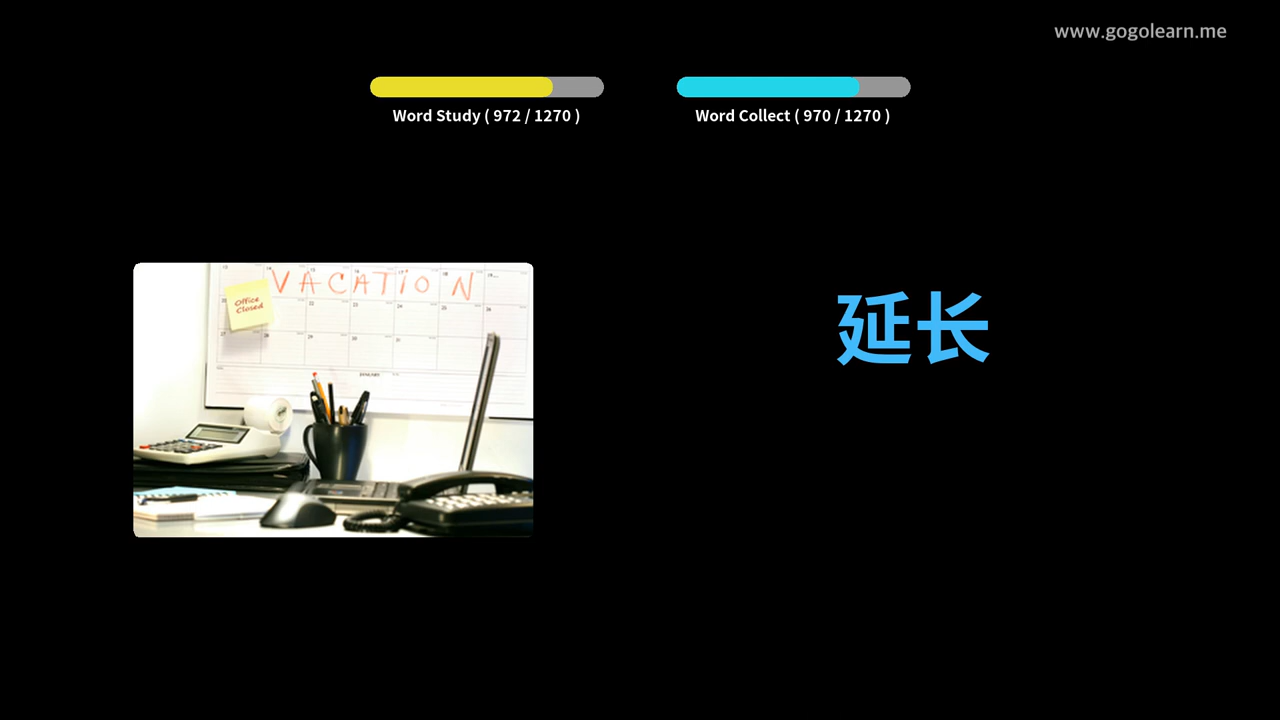 www.gogolearn.me
Word Study ( 972 / 1270 )
Word Collect ( 970 / 1270 )
VACATION
Office
Closed
延长